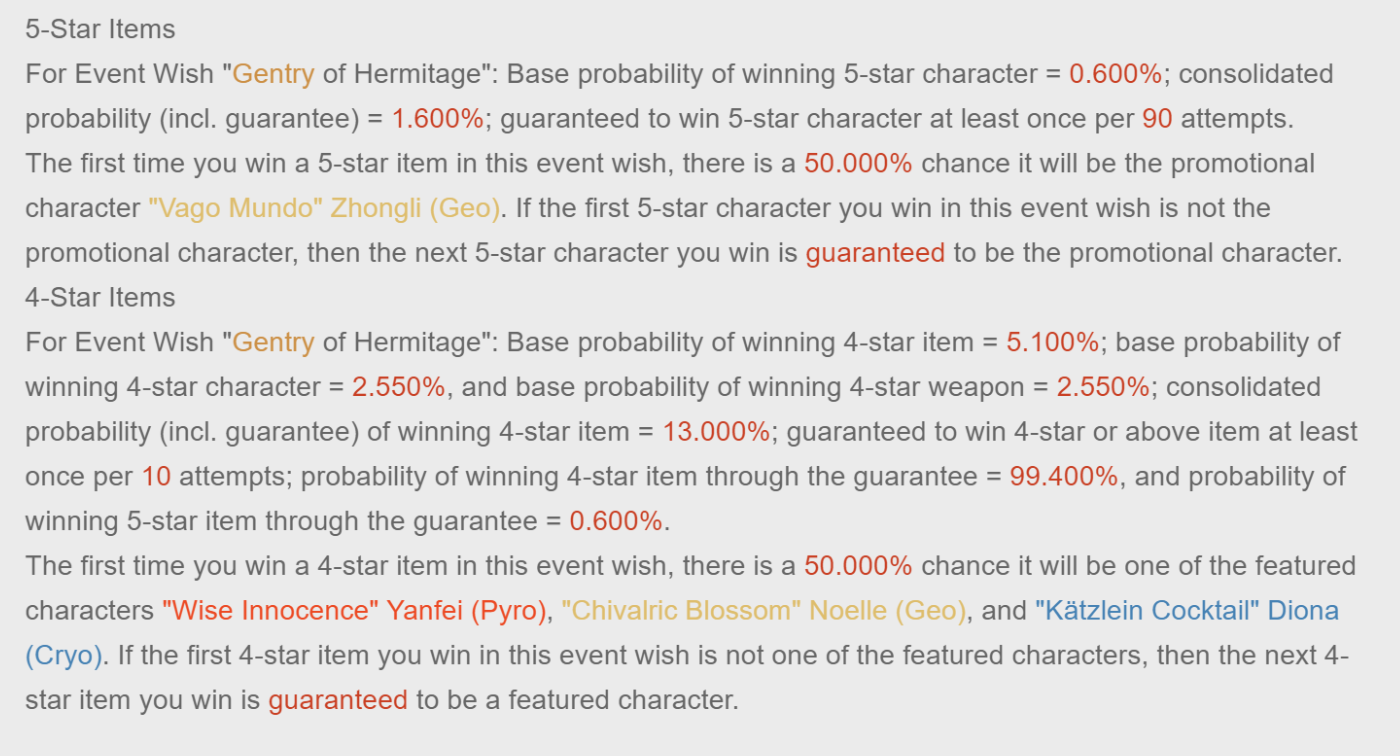 5-Star Items
For Event Wish "Gentry of Hermitage": Base probability of winning 5-star character = 0.600%; consolidated
probability (incl. guarantee) = 1.600%; guaranteed to win 5-star character at least once per 90 attempts.
The first time you win a 5-star item in this event wish, there is a 50.000% chance it will be the promotional
character "Vago Mundo" Zhongli (Geo). If the first 5-star character you win in this event wish is not the
promotional character, then the next 5-star character you win is guaranteed to be the promotional character.
4-Star Items
For Event Wish "Gentry of Hermitage": Base probability of winning 4-star item = 5.100%; base probability of
winning 4-star character = 2.550%, and base probability of winning 4-star weapon = 2.550%; consolidated
probability (incl. guarantee) of winning 4-star item = 13.000%; guaranteed to win 4-star or above item at least
once per 10 attempts; probability of winning 4-star item through the guarantee = 99.400%, and probability of
winning 5-star item through the guarantee = 0.600%.
The first time you win a 4-star item in this event wish, there is a 50.000% chance it will be one of the featured
characters "Wise Innocence" Yanfei (Pyro), "Chivalric Blossom" Noelle (Geo), and "Kätzlein Cocktail" Diona
(Cryo). If the first 4-star item you win in this event wish is not one of the featured characters, then the next 4-
star item you win is guaranteed to be a featured character.